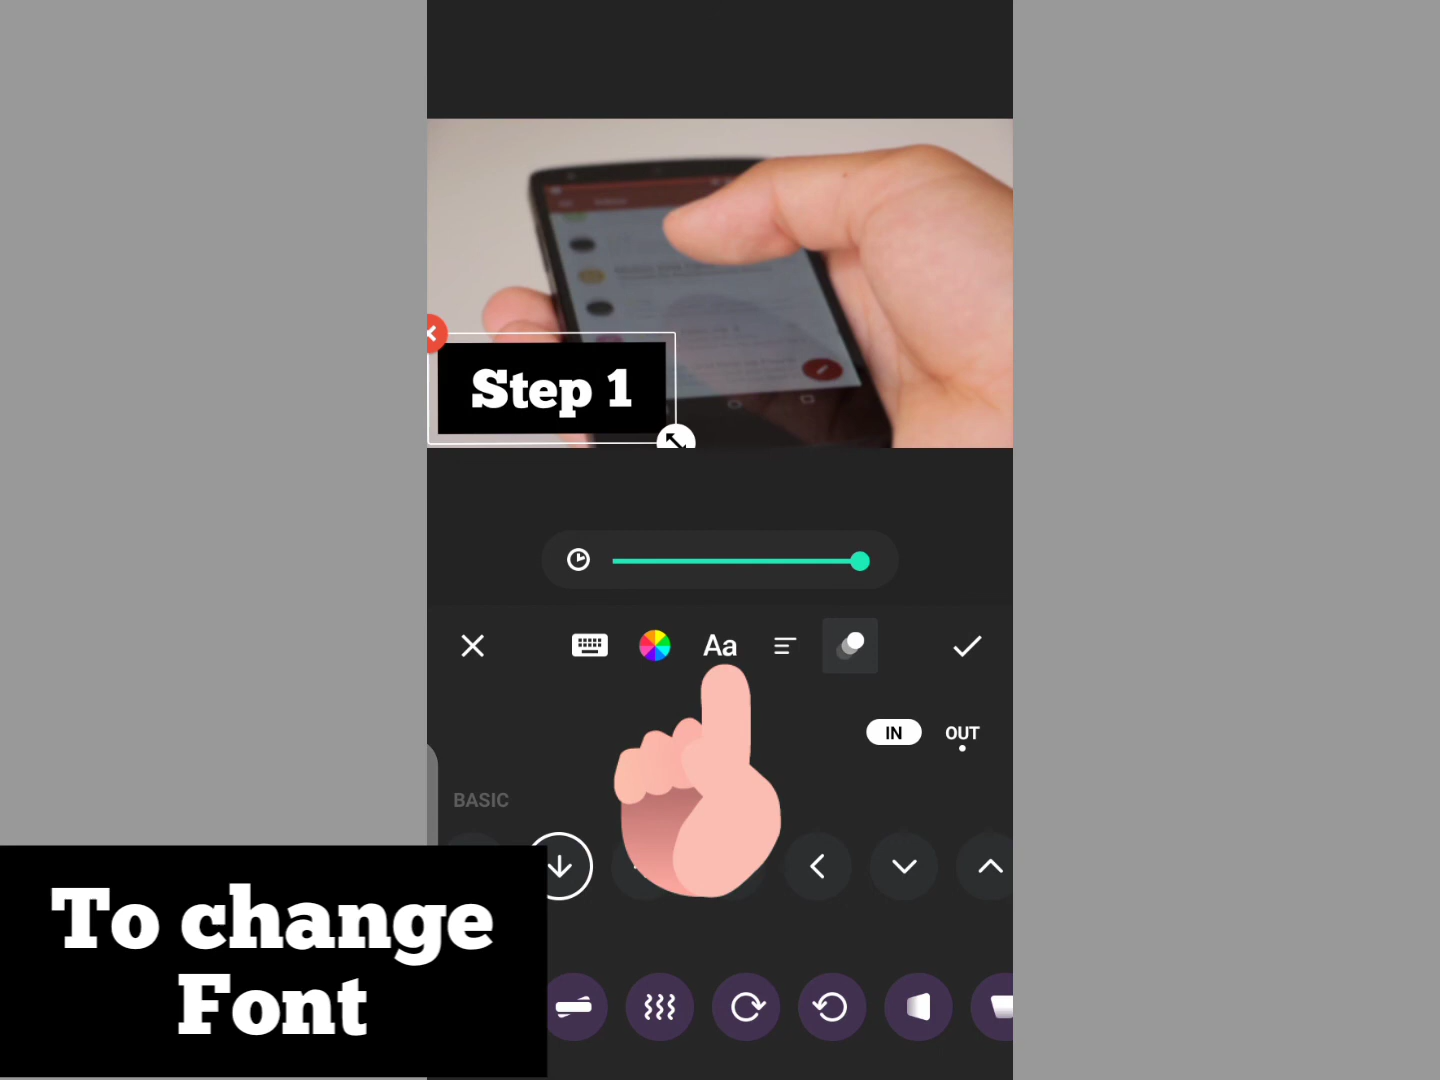 Step 1
Aa
IN
OUT
BASIC
To change
Font